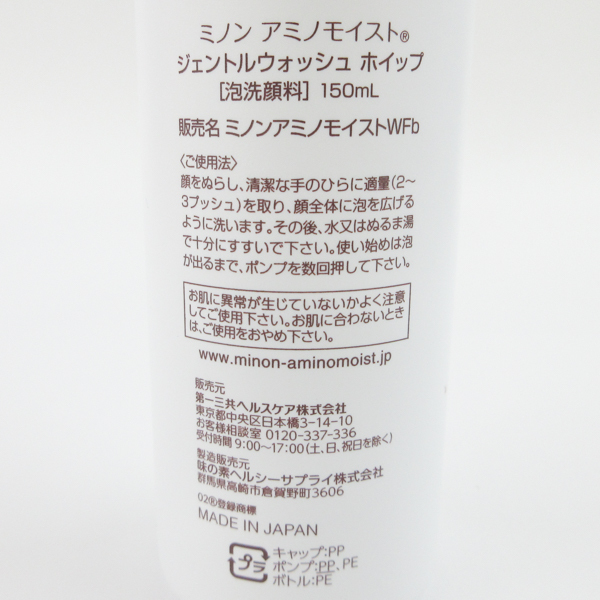 ミノン アミノモイスト®
ジェントルウォッシュ ホイップ
[泡洗顔料] 150mL
販売名 ミノンアミノモイストWFb
〈ご使用法〉
顔をぬらし、清潔な手のひらに適量(2〜
3プッシュ)を取り、顔全体に泡を広げる
ように洗います。その後、水又はぬるま湯
で十分にすすいで下さい。使い始めは泡
が出るまで、ポンプを数回押して下さい。
お肌に異常が生じていないかよく注意
してご使用下さい。お肌に合わないとき
は、ご使用をおやめ下さい。
www.minon-aminomoist.jp
販売元
第一三共ヘルスケア株式会社
東京都中央区日本橋3-14-10
お客様相談室 0120-337-336
受付時間 9:00〜17:00(土、日、祝日を除く)
製造販売元
味の素ヘルシーサプライ株式会社
群馬県高崎市倉賀野町3606
02®登録商標
MADE IN JAPAN
プラ
キャップ:PP
ポンプ:PP、PE
ボトル:PE